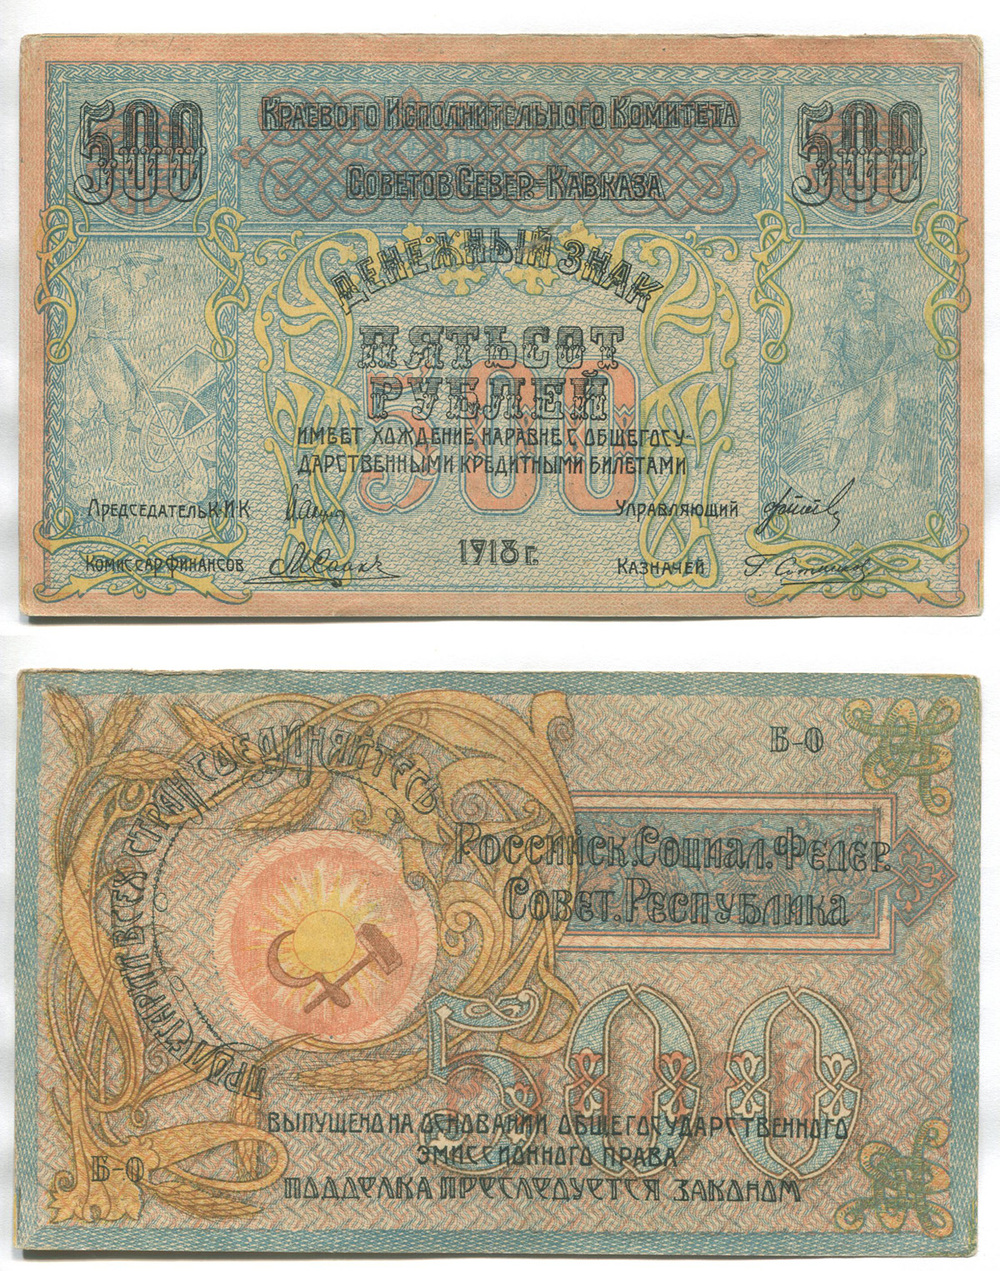 500
500
Краевого Исполнительного Комитета
Советов Север-Кавказа
ДЕНЕЖНЫЙ ЗНАК
ПЯТЬСОТ
РУБЛЕЙ
500
ИМЕЕТ ХОЖДЕНИЕ НАРАВНЕ С ОБЩЕГОСУ-
ДАРСТВЕННЫМИ КРЕДИТНЫМИ БИЛЕТАМИ
Председатель К.И.К
Управляющий
Комиссар Финансов
1918 г.
Казначей
Б-О
ПРОЛЕТАРИИ ВСЕХ СТРАН СОЕДИНЯЙТЕСЬ
Российск. Социал. Федер.
Совет. Республика
500
ВЫПУЩЕНО НА ОСНОВАНИИ ОБЩЕГОСУДАРСТВЕННОГО
ЭМИССИОННОГО ПРАВА
Б-О
ПОДДЕЛКА ПРЕСЛЕДУЕТСЯ ЗАКОНОМ